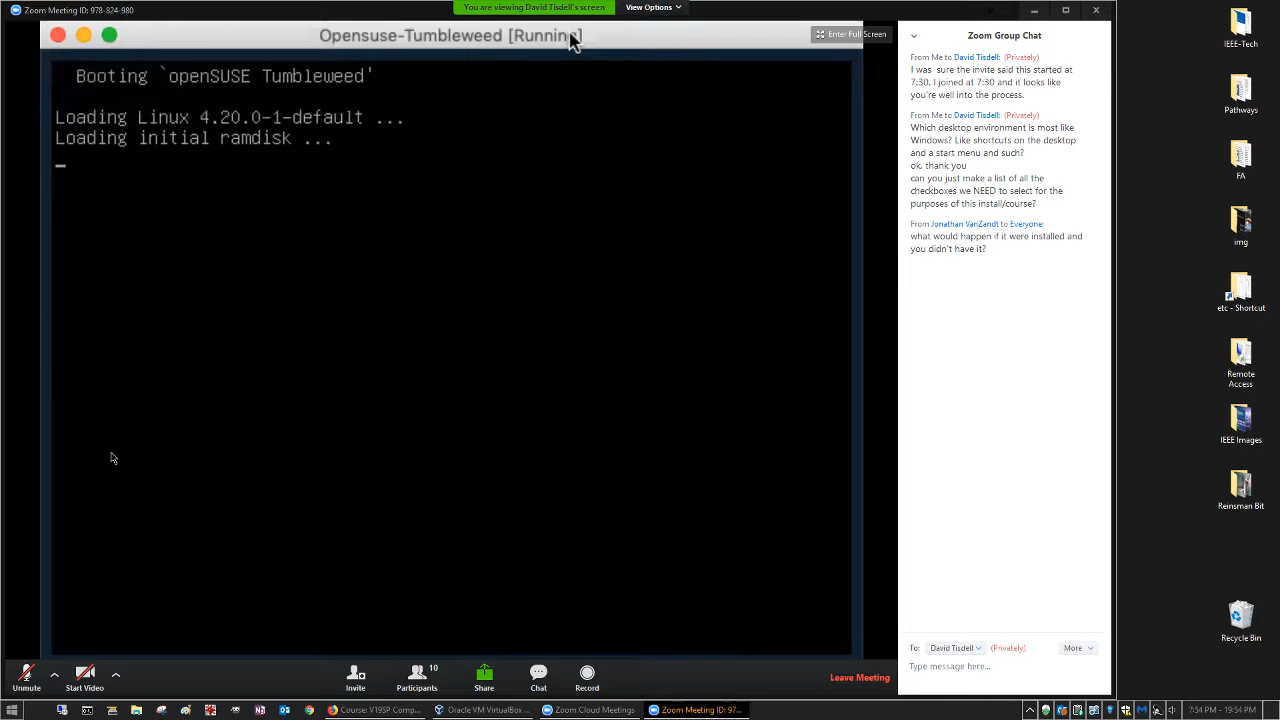 Zoom Meeting ID: 978-824-980
You are viewing David Tisdell's screen
View Options
Opensuse-Tumbleweed [Running]
Enter Full Screen
Booting `openSUSE Tumbleweed'
Loading Linux 4.20.0-1-default ...
Loading initial ramdisk ...
Zoom Group Chat
From Me to David Tisdell: (Privately)
I was sure the invite said this started at
7:30. I joined at 7:30 and it looks like
you're well into the process.
From Me to David Tisdell: (Privately)
Which desktop environment is most like
Windows? Like shortcuts on the desktop
and a start menu and such?
ok, thank you
can you just make a list of all the
checkboxes we NEED to select for the
purposes of this install/course?
From Jonathan VanZandt to Everyone:
what would happen if it were installed and
you didn't have it?
To: David Tisdell (Privately)
More
Type message here...
Unmute
Start Video
Invite
10
Participants
Share
Chat
Record
Leave Meeting
IEEE-Tech
Pathways
FA
img
etc - Shortcut
Remote
Access
IEEE Images
Reinsman Bit
Recycle Bin
Course: V19SP Comp...
Oracle VM VirtualBox ...
Zoom Cloud Meetings
Zoom Meeting ID: 97...
7:54 PM - 19:54 PM